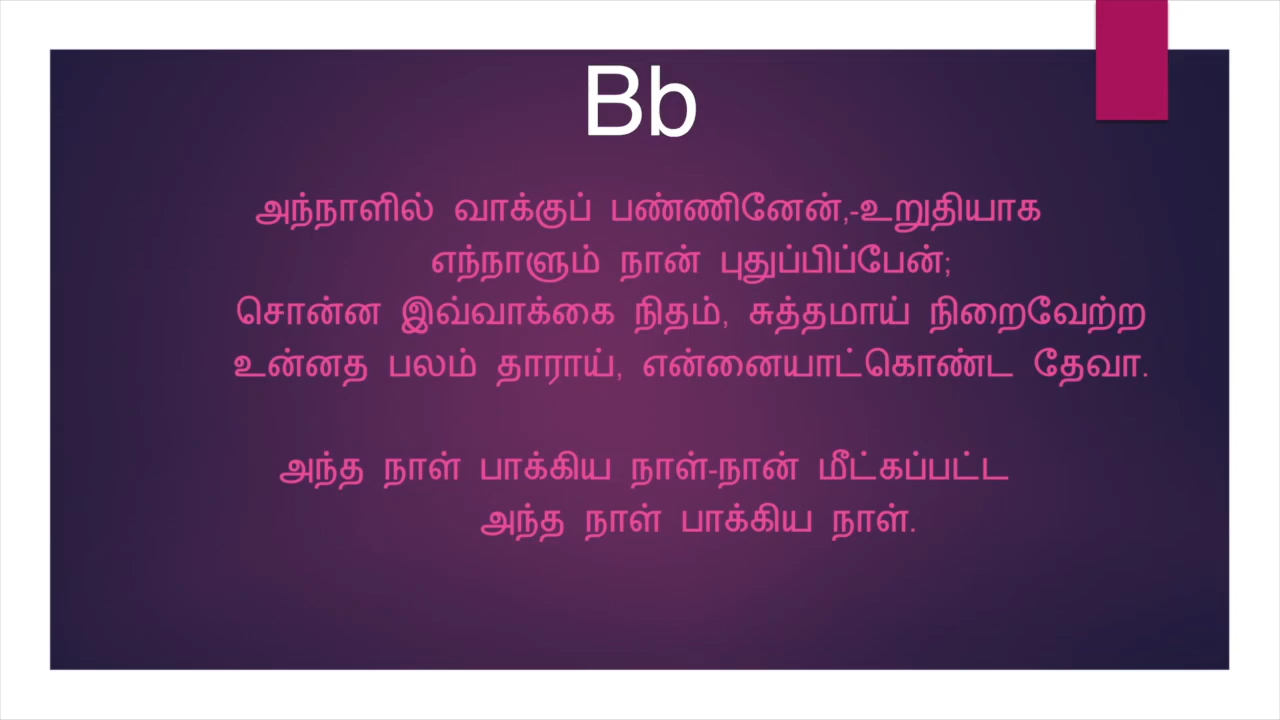 Bb
அந்நாளில் வாக்குப் பண்ணினேன்,-உறுதியாக
எந்நாளும் நான் புதுப்பிப்பேன்;
சொன்ன இவ்வாக்கை நிதம், சுத்தமாய் நிறைவேற்ற
உன்னத பலம் தாராய், என்னையாட்கொண்ட தேவா.
அந்த நாள் பாக்கிய நாள்-நான் மீட்கப்பட்ட
அந்த நாள் பாக்கிய நாள்.